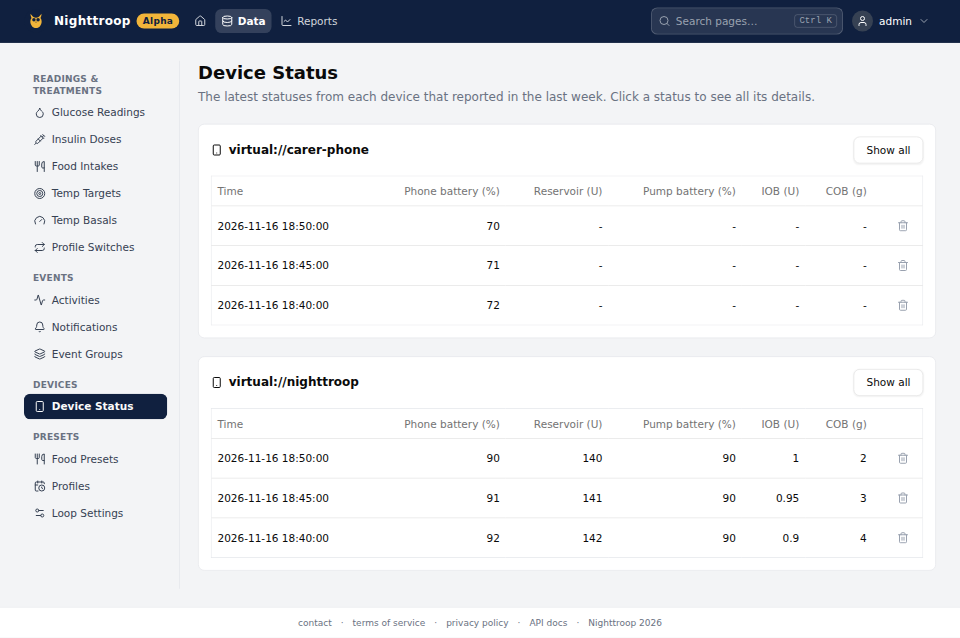 Nighttroop Alpha Data Reports Search pages... Ctrl K admin
READINGS &
TREATMENTS
Glucose Readings
Insulin Doses
Food Intakes
Temp Targets
Temp Basals
Profile Switches
EVENTS
Activities
Notifications
Event Groups
DEVICES
Device Status
PRESETS
Food Presets
Profiles
Loop Settings
Device Status
The latest statuses from each device that reported in the last week. Click a status to see all its details.
virtual://carer-phone Show all
Time Phone battery (%) Reservoir (U) Pump battery (%) IOB (U) COB (g)
2026-11-16 18:50:00 70 - - - -
2026-11-16 18:45:00 71 - - - -
2026-11-16 18:40:00 72 - - - -
virtual://nighttroop Show all
Time Phone battery (%) Reservoir (U) Pump battery (%) IOB (U) COB (g)
2026-11-16 18:50:00 90 140 90 1 2
2026-11-16 18:45:00 91 141 90 0.95 3
2026-11-16 18:40:00 92 142 90 0.9 4
contact · terms of service · privacy policy · API docs · Nighttroop 2026